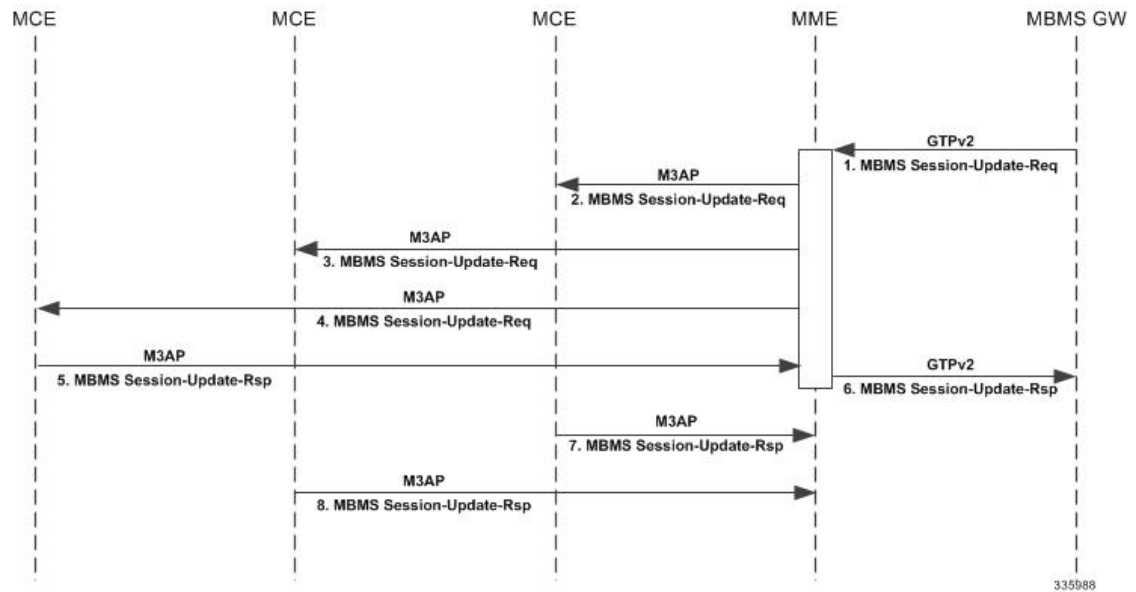 MCE MCE MCE MME MBMS GW
GTPv2
1. MBMS Session-Update-Req
M3AP
2. MBMS Session-Update-Req
M3AP
3. MBMS Session-Update-Req
M3AP
4. MBMS Session-Update-Req
M3AP
5. MBMS Session-Update-Rsp
GTPv2
6. MBMS Session-Update-Rsp
M3AP
7. MBMS Session-Update-Rsp
M3AP
8. MBMS Session-Update-Rsp
335988